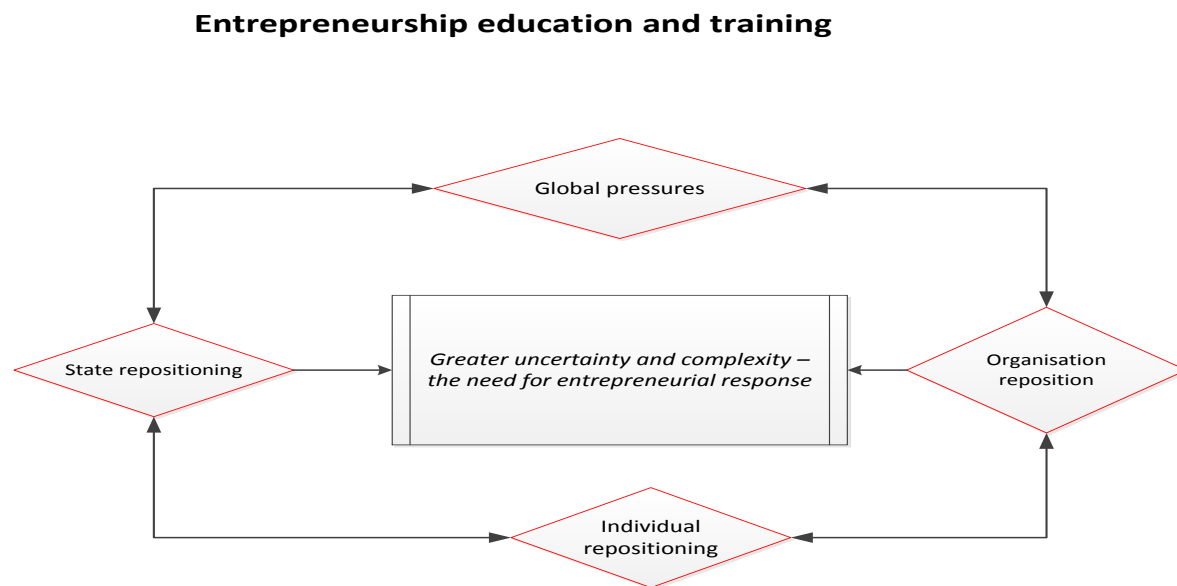 Entrepreneurship education and training
Global pressures
State repositioning
Greater uncertainty and complexity –
the need for entrepreneurial response
Organisation
reposition
Individual
repositioning